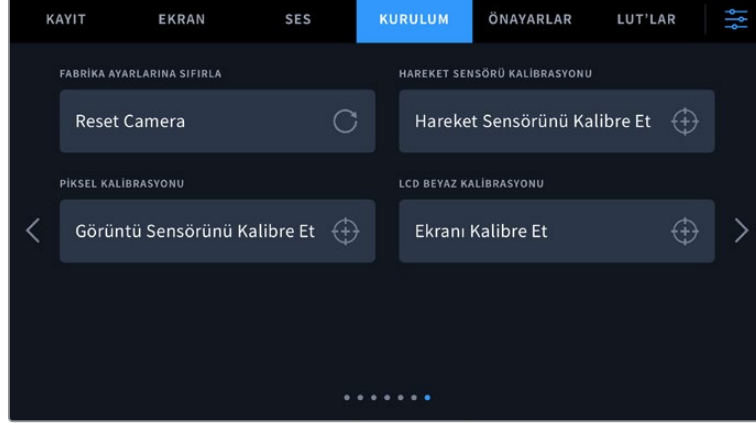 KAYIT EKRAN SES KURULUM ÖNAYARLAR LUT'LAR
FABRİKA AYARLARINA SIFIRLA HAREKET SENSÖRÜ KALİBRASYONU
Reset Camera Hareket Sensörünü Kalibre Et
PİKSEL KALİBRASYONU LCD BEYAZ KALİBRASYONU
Görüntü Sensörünü Kalibre Et Ekranı Kalibre Et